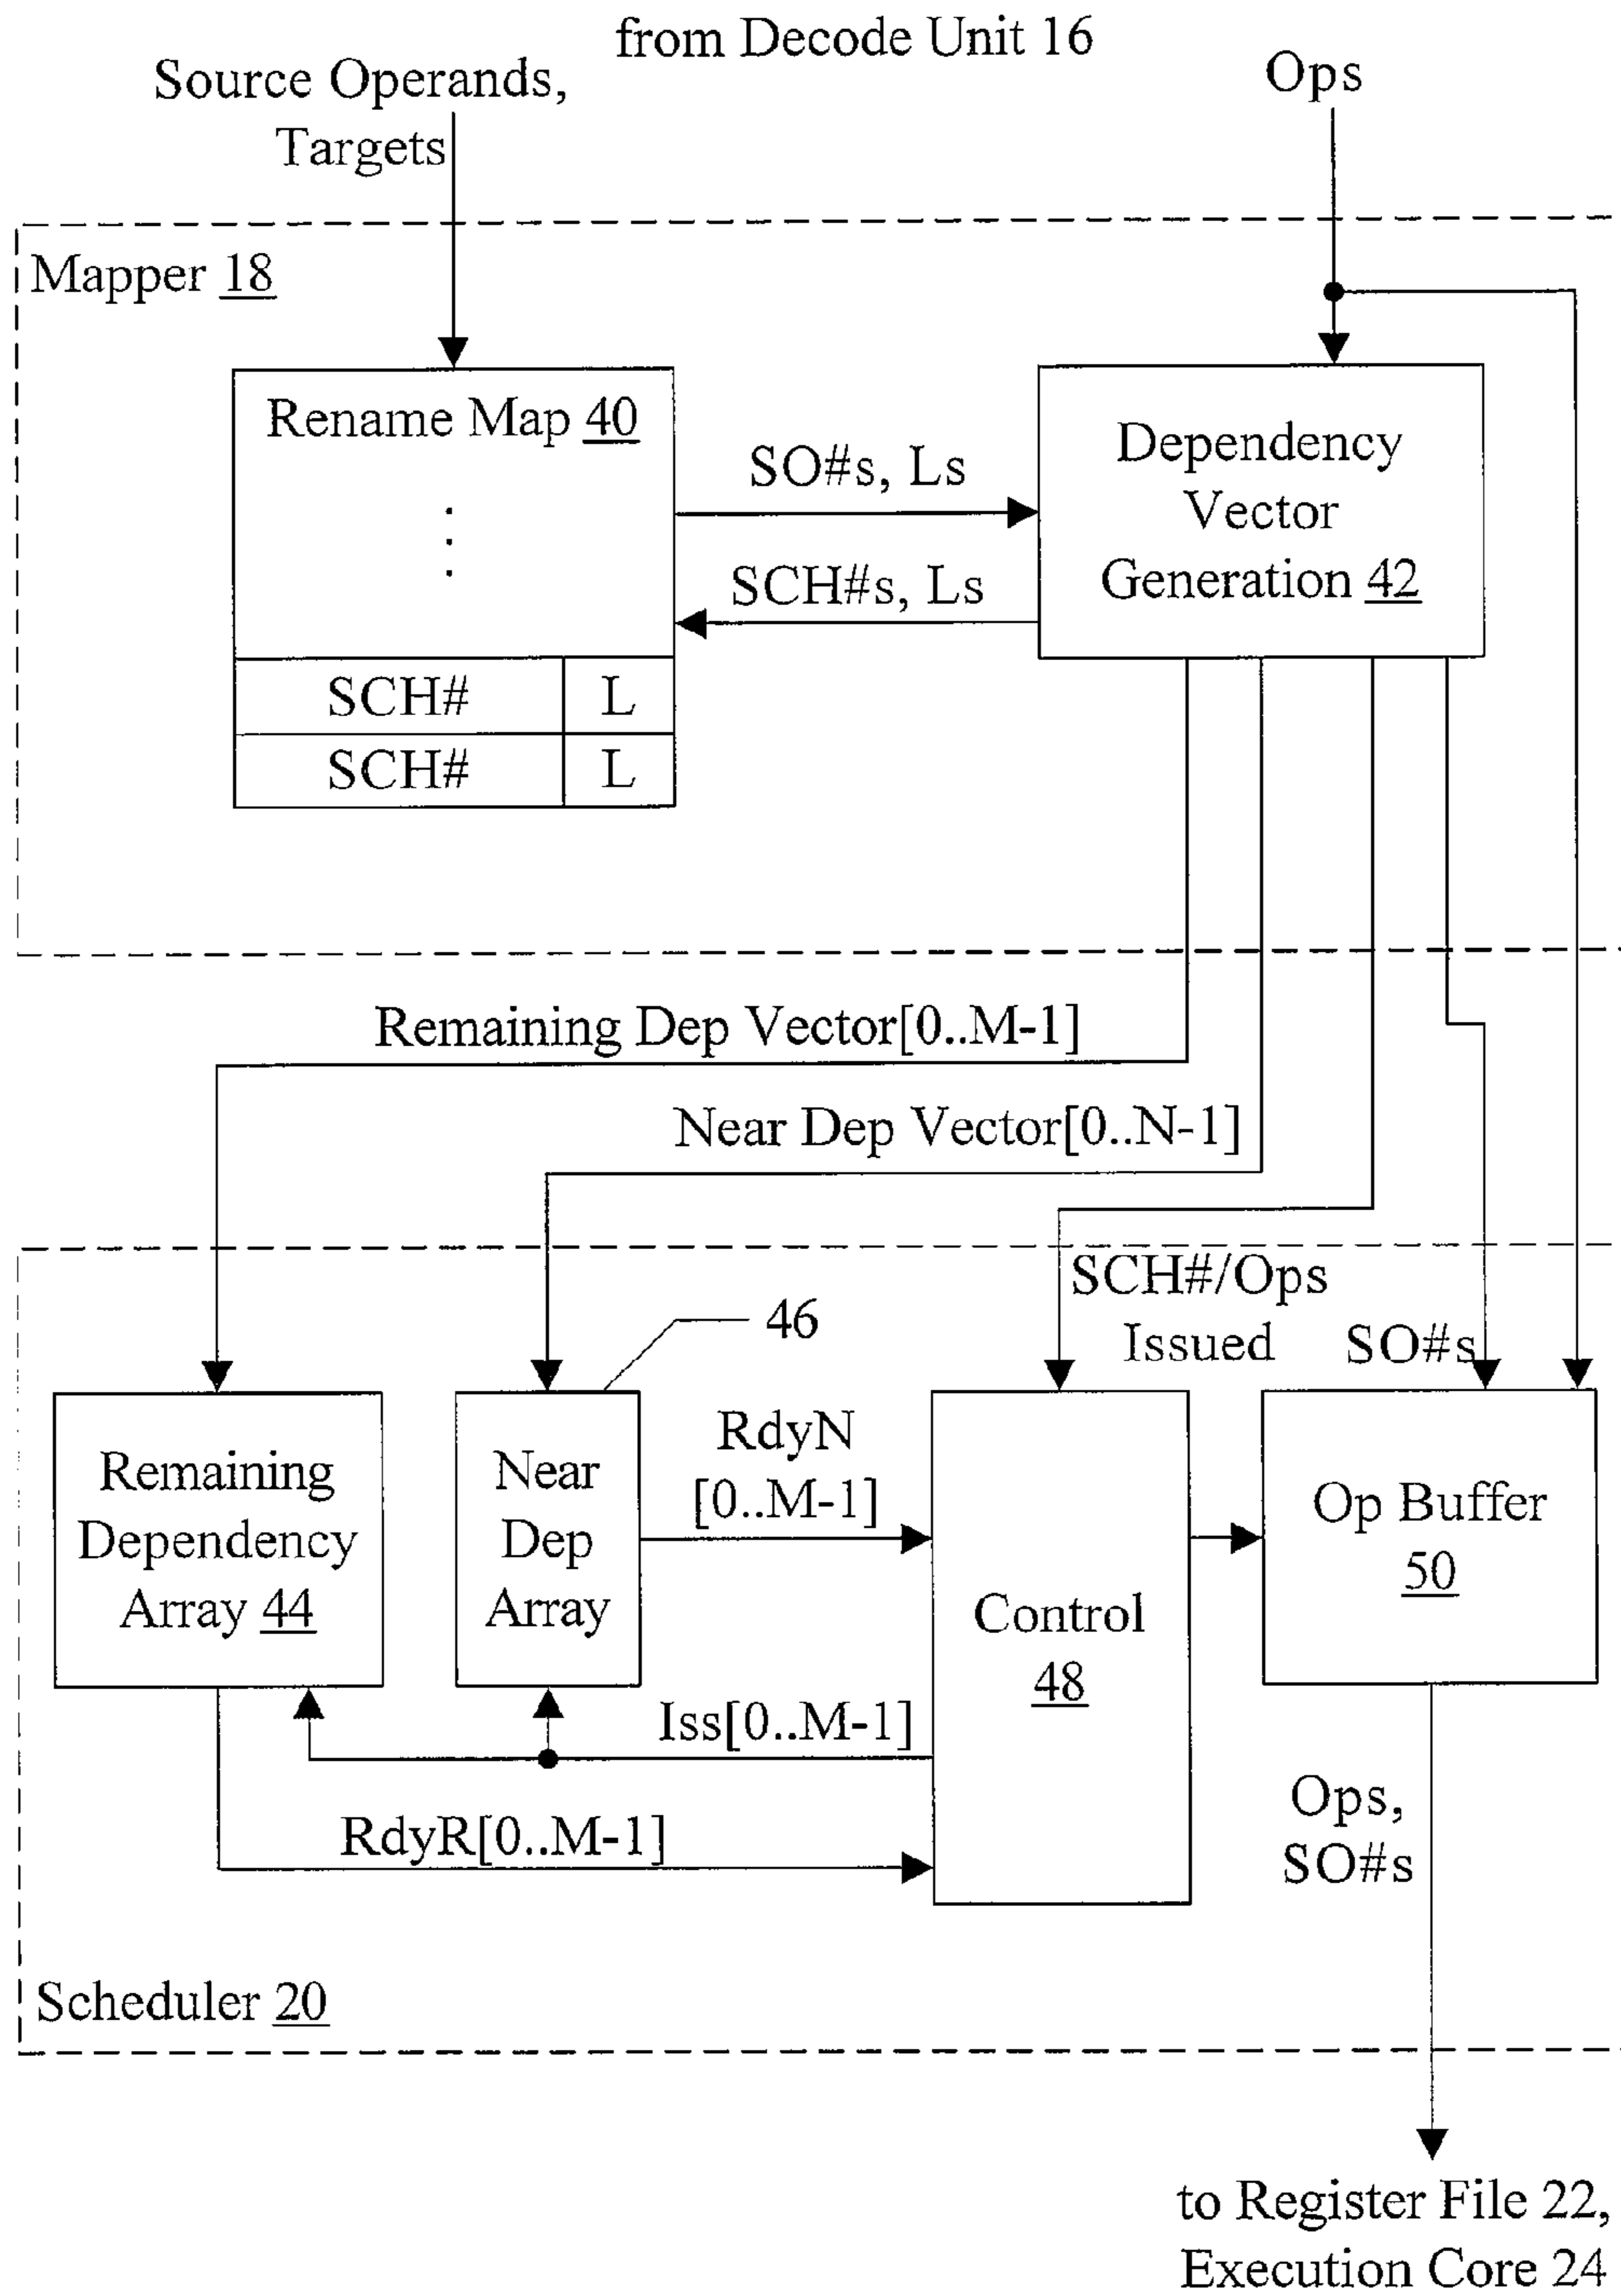 from Decode Unit 16
Source Operands,
Targets
Ops
Mapper 18
Rename Map 40
.
.
.
SCH# L
SCH# L
SO#s, Ls
SCH#s, Ls
Dependency
Vector
Generation 42
Remaining Dep Vector[0..M-1]
Near Dep Vector[0..N-1]
SCH#/Ops
Issued
SO#s
46
Remaining
Dependency
Array 44
Near
Dep
Array
RdyN
[0..M-1]
Control
48
Op Buffer
50
Iss[0..M-1]
RdyR[0..M-1]
Ops,
SO#s
Scheduler 20
to Register File 22,
Execution Core 24